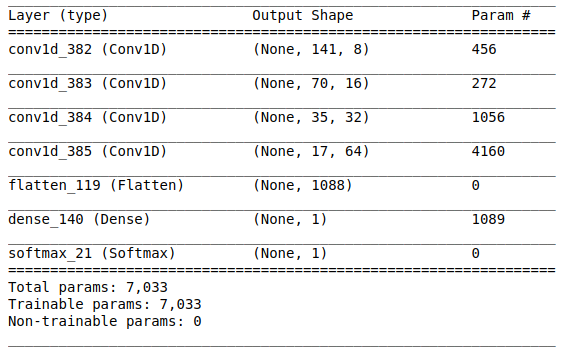 Layer (type) Output Shape Param #
conv1d_382 (Conv1D) (None, 141, 8) 456
conv1d_383 (Conv1D) (None, 70, 16) 272
conv1d_384 (Conv1D) (None, 35, 32) 1056
conv1d_385 (Conv1D) (None, 17, 64) 4160
flatten_119 (Flatten) (None, 1088) 0
dense_140 (Dense) (None, 1) 1089
softmax_21 (Softmax) (None, 1) 0
Total params: 7,033
Trainable params: 7,033
Non-trainable params: 0